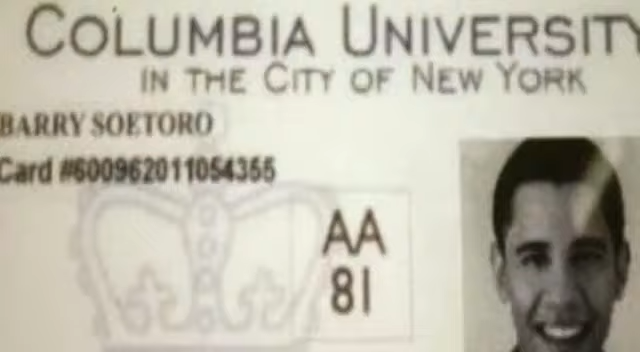 COLUMBIA UNIVERSITY
IN THE CITY OF NEW YORK
BARRY SOETORO
Card #600962011054355
AA
81